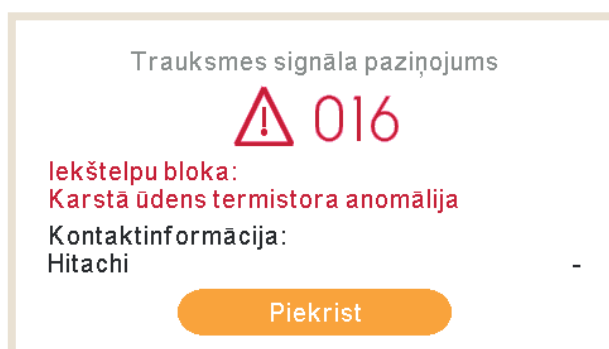 Trauksmes signāla paziņojums
016
Iekštelpu bloka:
Karstā ūdens termistora anomālija
Kontaktinformācija:
Hitachi -
Piekrist